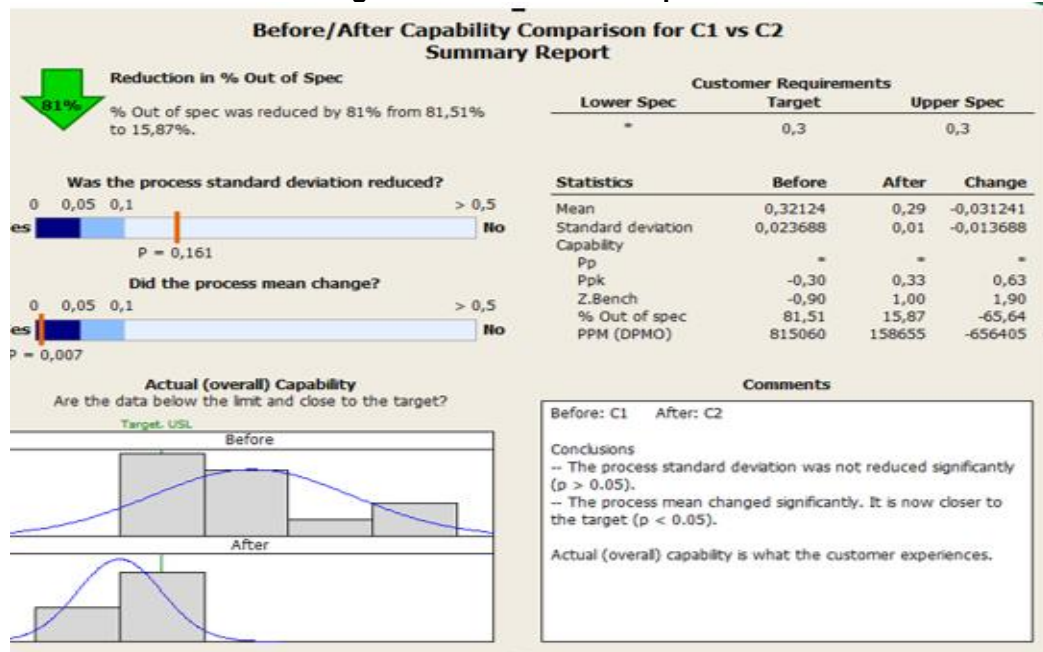 Before/After Capability Comparison for C1 vs C2
Summary Report
Reduction in % Out of Spec
81%
% Out of spec was reduced by 81% from 81,51%
to 15,87%.
Customer Requirements
Lower Spec Target Upper Spec
* 0,3 0,3
Was the process standard deviation reduced?
0 0,05 0,1 > 0,5
es No
P = 0,161
Did the process mean change?
0 0,05 0,1 > 0,5
es No
P = 0,007
Statistics Before After Change
Mean 0,32124 0,29 -0,031241
Standard deviation 0,023688 0,01 -0,013688
Capability
Pp * * *
Ppk -0,30 0,33 0,63
Z.Bench -0,90 1,00 1,90
% Out of spec 81,51 15,87 -65,64
PPM (DPMO) 815060 158655 -656405
Actual (overall) Capability
Are the data below the limit and close to the target?
Target. USL
Before
After
Comments
Before: C1 After: C2
Conclusions
-- The process standard deviation was not reduced significantly
(p > 0.05).
-- The process mean changed significantly. It is now closer to
the target (p < 0.05).
Actual (overall) capability is what the customer experiences.